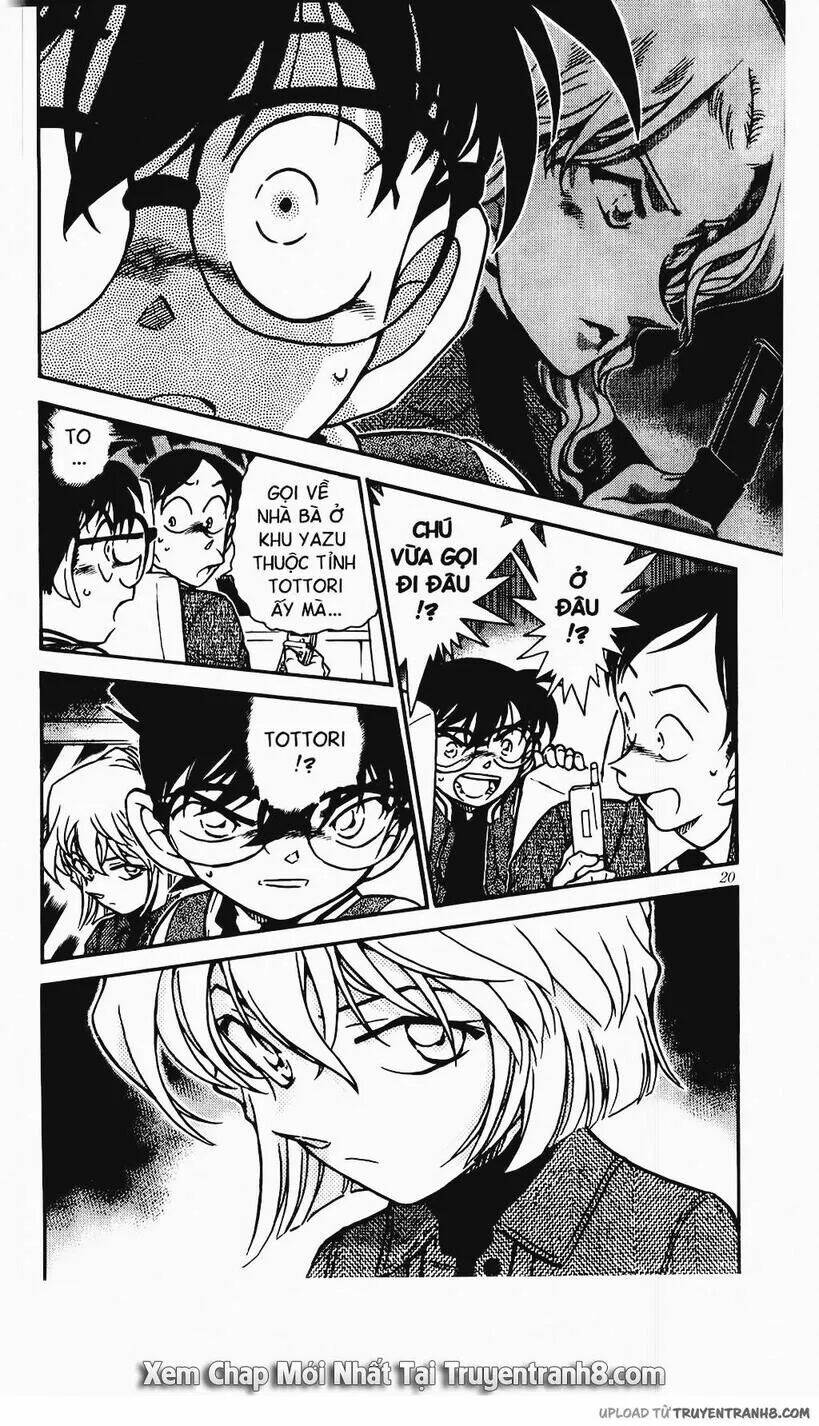 CHÚ
VỪA GỌI
ĐI ĐÂU
!?
Ở
ĐÂU
!?
TO
...
GỌI VỀ
NHÀ BÀ Ở
KHU YAZU
THUỘC TỈNH
TOTTORI
ẤY MÀ...
TOTTORI
!?
20
Xem Chap Mới Nhất Tại Truyentranh8.com
UPLOAD TỪ TRUYENTRANH8.COM